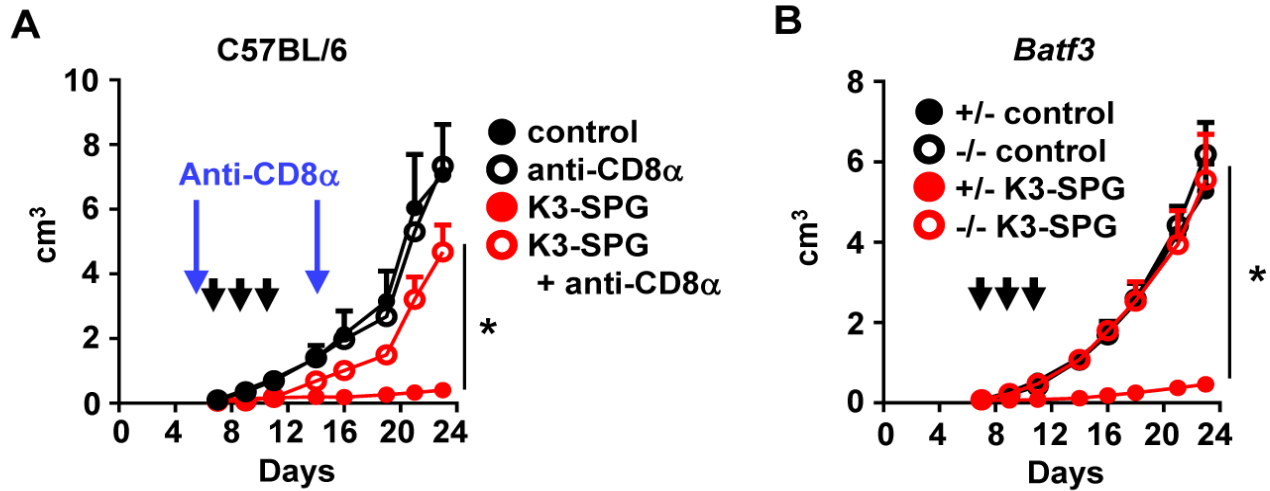 A
C57BL/6
10
8
6
4
2
0
cm³
Anti-CD8α
0 4 8 12 16 20 24
Days
control
anti-CD8α
K3-SPG
K3-SPG
+ anti-CD8α
*
B
Batf3
8
6
4
2
0
cm³
+/- control
-/- control
+/- K3-SPG
-/- K3-SPG
0 4 8 12 16 20 24
Days
*